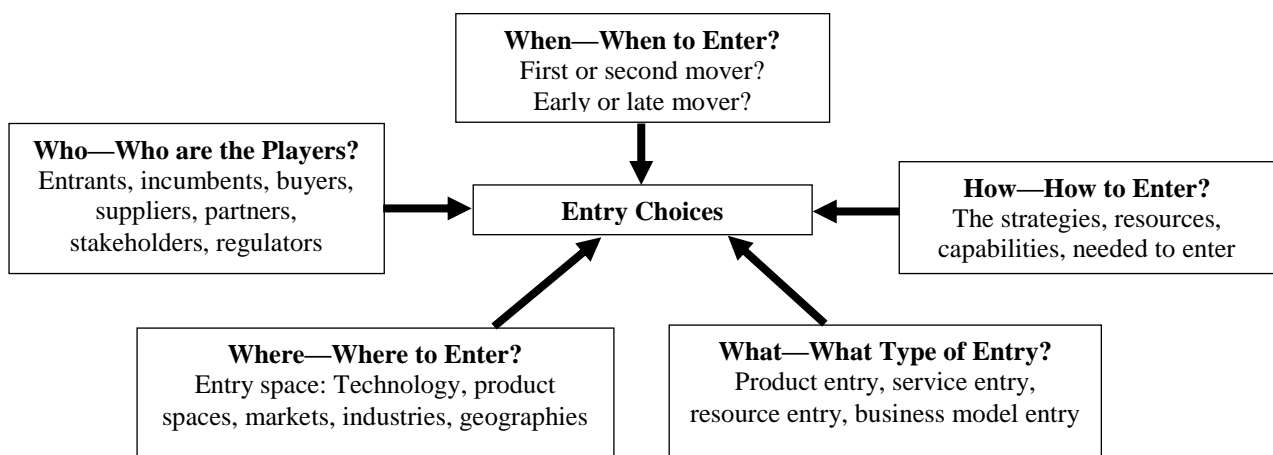 When—When to Enter?
First or second mover?
Early or late mover?
Who—Who are the Players?
Entrants, incumbents, buyers,
suppliers, partners,
stakeholders, regulators
Entry Choices
How—How to Enter?
The strategies, resources,
capabilities, needed to enter
Where—Where to Enter?
Entry space: Technology, product
spaces, markets, industries, geographies
What—What Type of Entry?
Product entry, service entry,
resource entry, business model entry